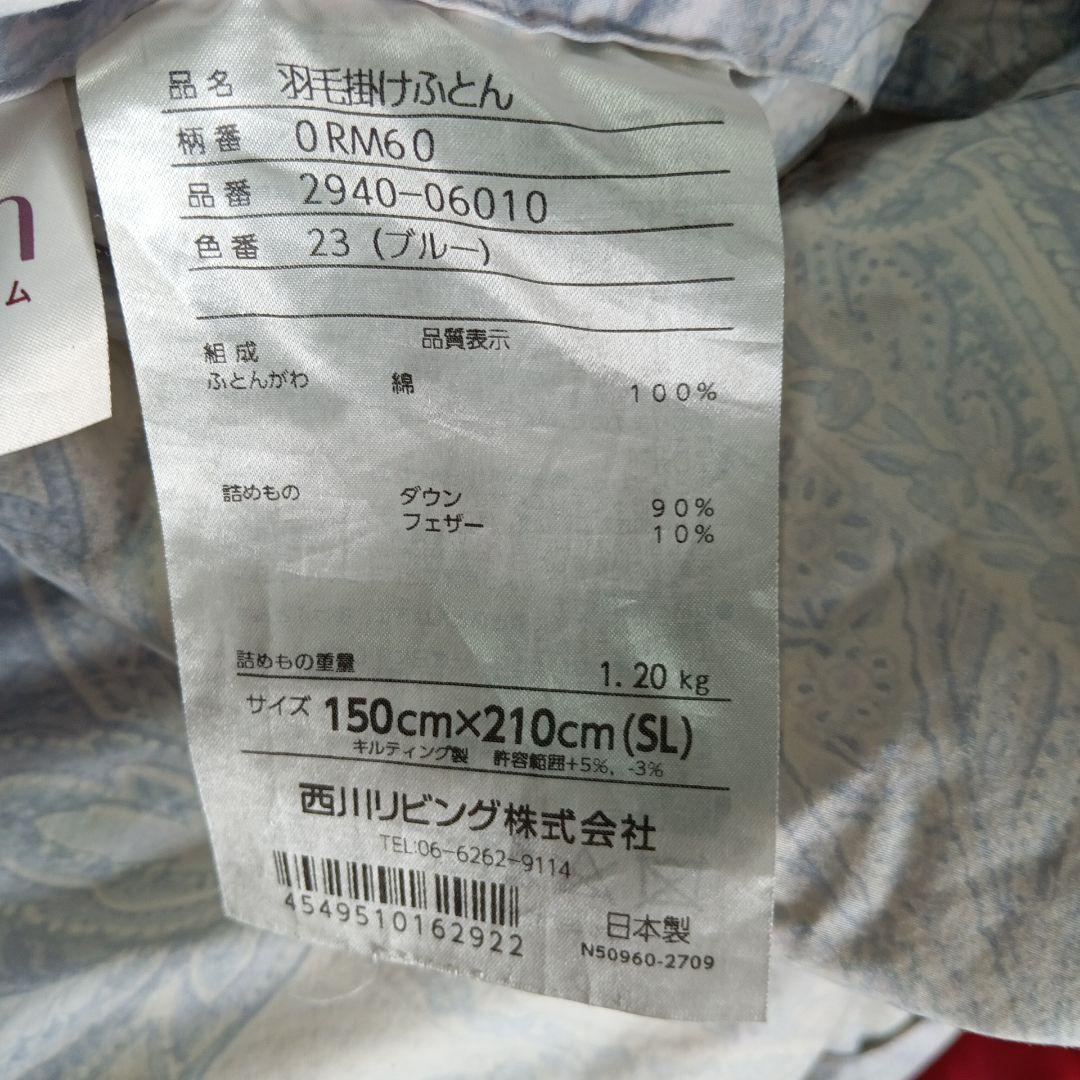 品名 羽毛掛けふとん
柄番 0RM60
品番 2940-06010
色番 23 (ブルー)
品質表示
組成
ふとんがわ 綿 100%
詰めもの ダウン 90%
フェザー 10%
詰めもの重量 1.20 kg
サイズ 150cm×210cm(SL)
キルティング製 許容範囲+5%, -3%
西川リビング株式会社
TEL:06-6262-9114
4549510162922
日本製
N50960-2709
ム